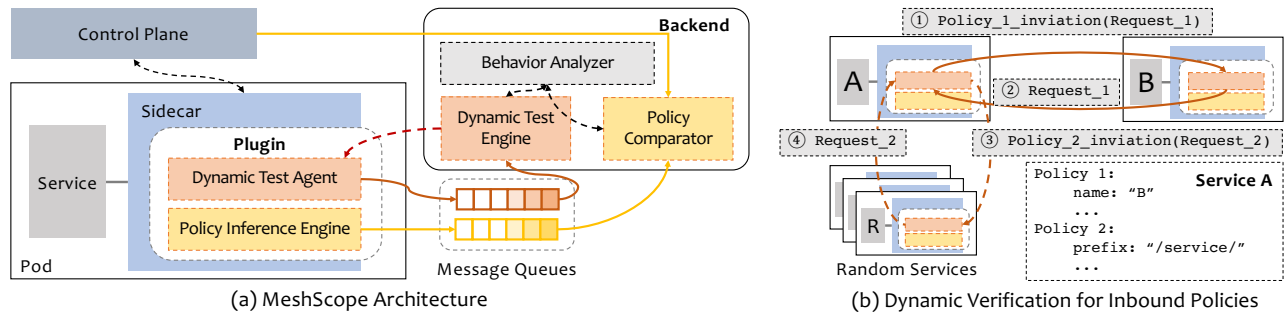 Control Plane
Backend
Behavior Analyzer
Sidecar
Dynamic Test
Engine
Policy
Comparator
Plugin
Service
Dynamic Test Agent
Policy Inference Engine
Pod
Message Queues
(a) MeshScope Architecture
① Policy_1_inviation(Request_1)
A
B
② Request_1
④ Request_2
③ Policy_2_inviation(Request_2)
R
Random Services
Service A
Policy 1:
name: “B”
...
Policy 2:
prefix: “/service/”
...
(b) Dynamic Verification for Inbound Policies